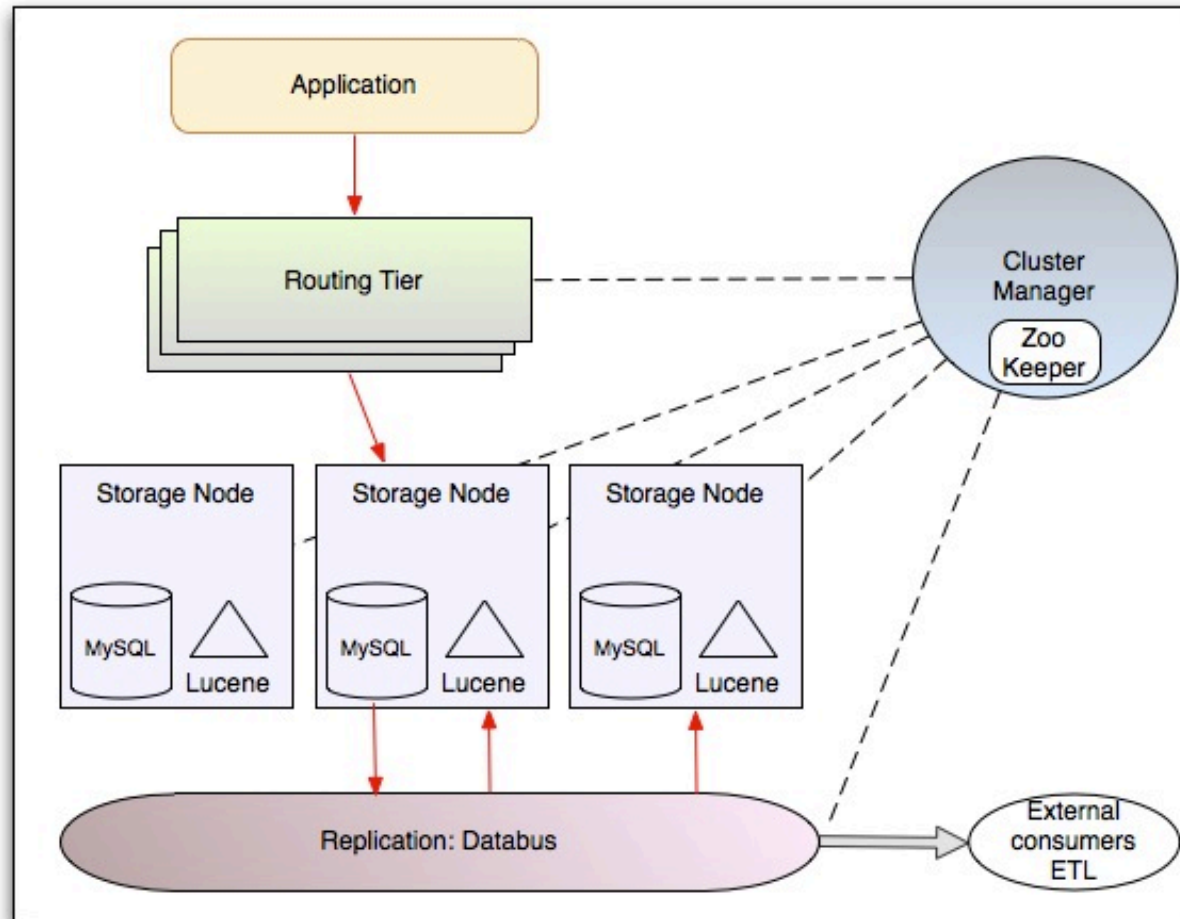 Application
Routing Tier
Cluster
Manager
Zoo
Keeper
Storage Node
Storage Node
Storage Node
MySQL
Lucene
MySQL
Lucene
MySQL
Lucene
Replication: Databus
External
consumers
ETL